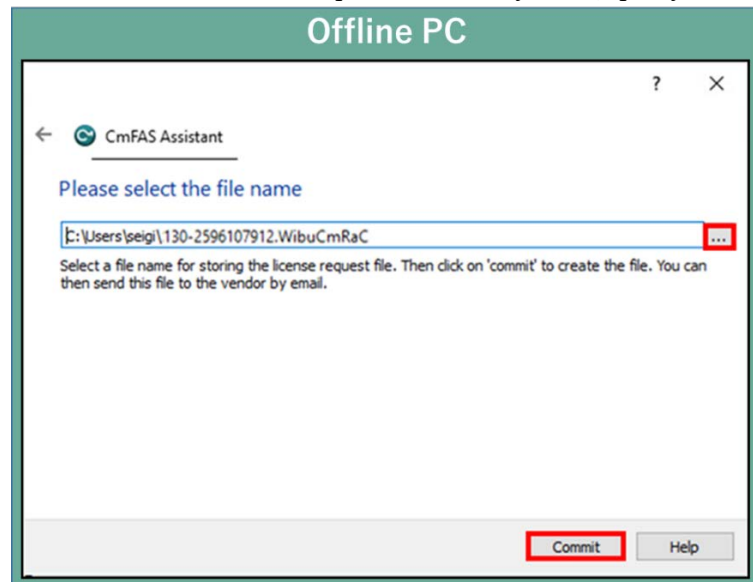 Offline PC
?
CmFAS Assistant
Please select the file name
C:\Users\seigi\130-2596107912.WibuCmRaC
...
Select a file name for storing the license request file. Then click on 'commit' to create the file. You can
then send this file to the vendor by email.
Commit
Help